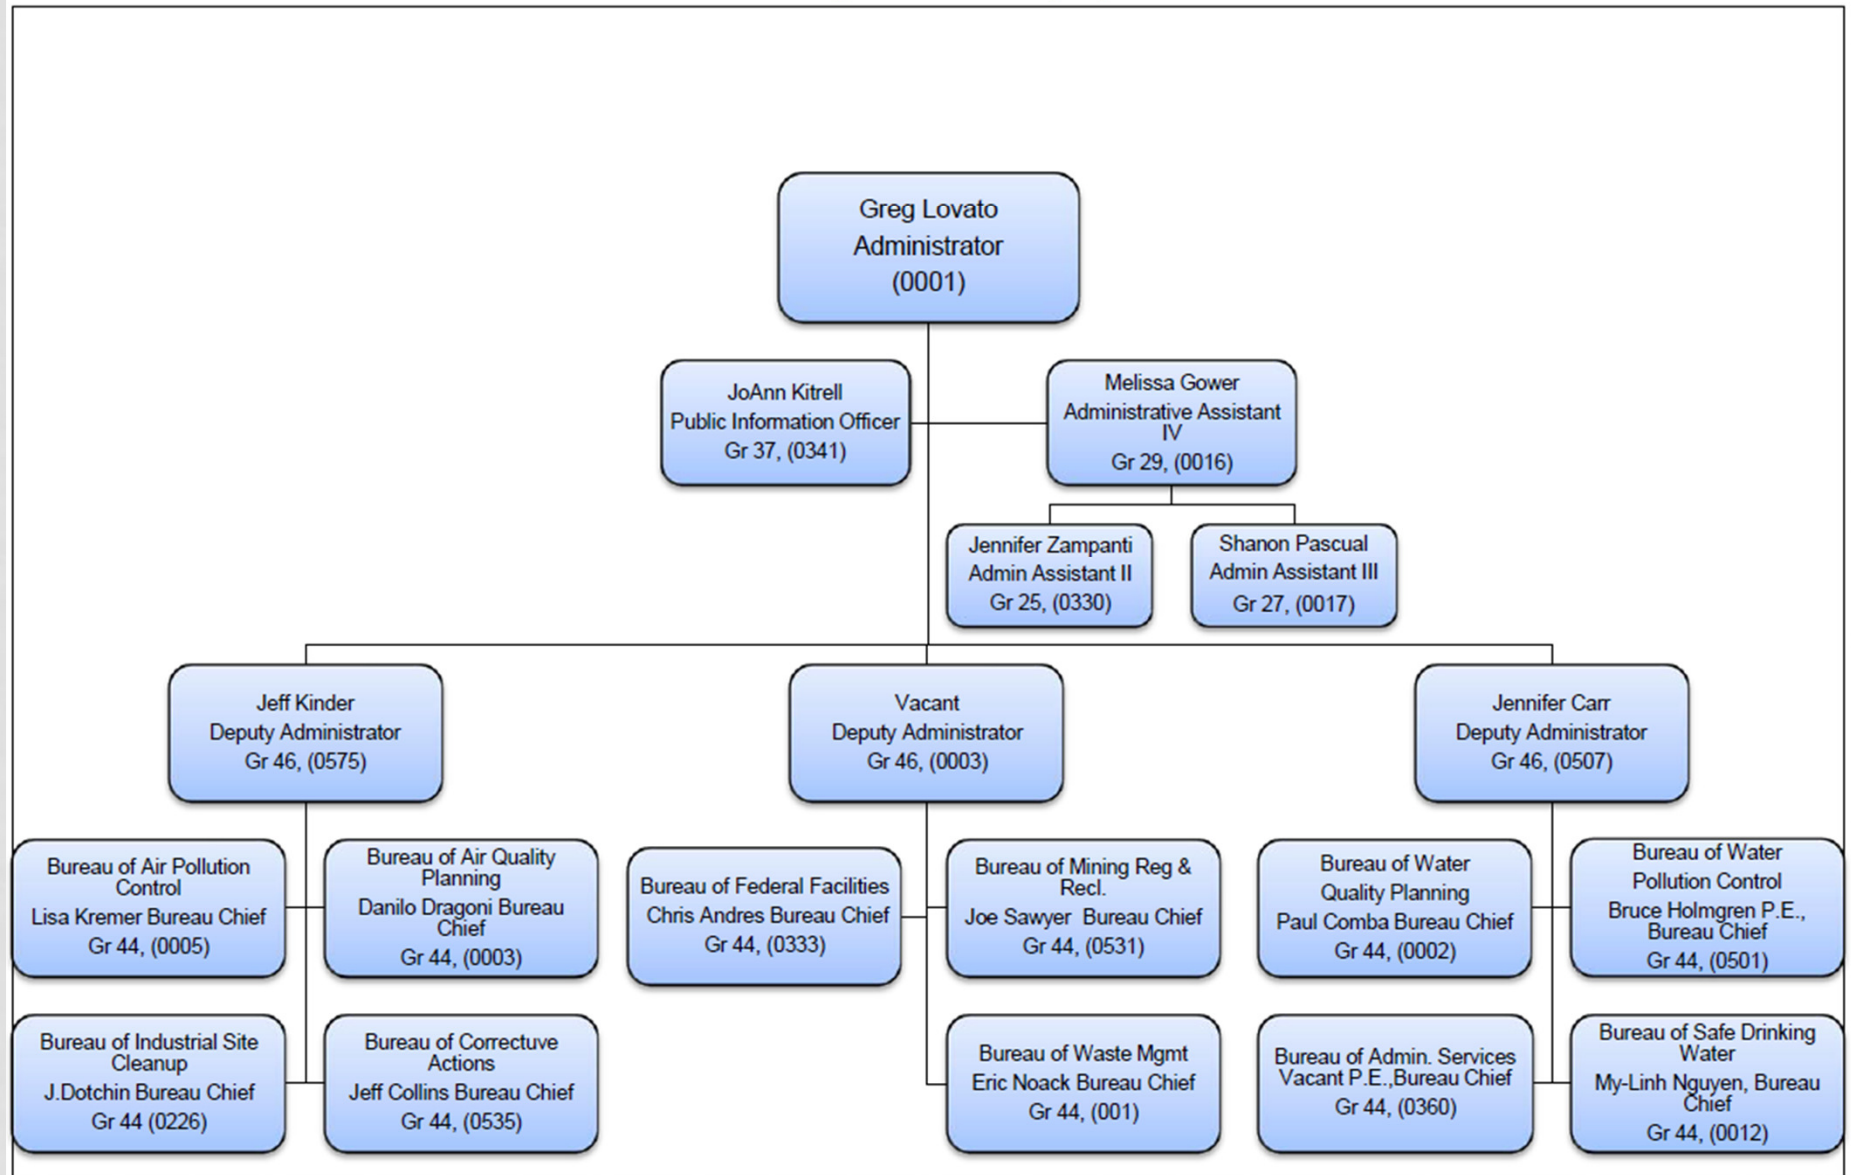 Greg Lovato
Administrator
(0001)
JoAnn Kitrell
Public Information Officer
Gr 37, (0341)
Melissa Gower
Administrative Assistant
IV
Gr 29, (0016)
Jennifer Zampanti
Admin Assistant II
Gr 25, (0330)
Shanon Pascual
Admin Assistant III
Gr 27, (0017)
Jeff Kinder
Deputy Administrator
Gr 46, (0575)
Vacant
Deputy Administrator
Gr 46, (0003)
Jennifer Carr
Deputy Administrator
Gr 46, (0507)
Bureau of Air Pollution
Control
Lisa Kremer Bureau Chief
Gr 44, (0005)
Bureau of Air Quality
Planning
Danilo Dragoni Bureau
Chief
Gr 44, (0003)
Bureau of Federal Facilities
Chris Andres Bureau Chief
Gr 44, (0333)
Bureau of Mining Reg &
Recl.
Joe Sawyer Bureau Chief
Gr 44, (0531)
Bureau of Water
Quality Planning
Paul Comba Bureau Chief
Gr 44, (0002)
Bureau of Water
Pollution Control
Bruce Holmgren P.E.,
Bureau Chief
Gr 44, (0501)
Bureau of Industrial Site
Cleanup
J.Dotchin Bureau Chief
Gr 44 (0226)
Bureau of Correctuve
Actions
Jeff Collins Bureau Chief
Gr 44, (0535)
Bureau of Waste Mgmt
Eric Noack Bureau Chief
Gr 44, (001)
Bureau of Admin. Services
Vacant P.E.,Bureau Chief
Gr 44, (0360)
Bureau of Safe Drinking
Water
My-Linh Nguyen, Bureau
Chief
Gr 44, (0012)